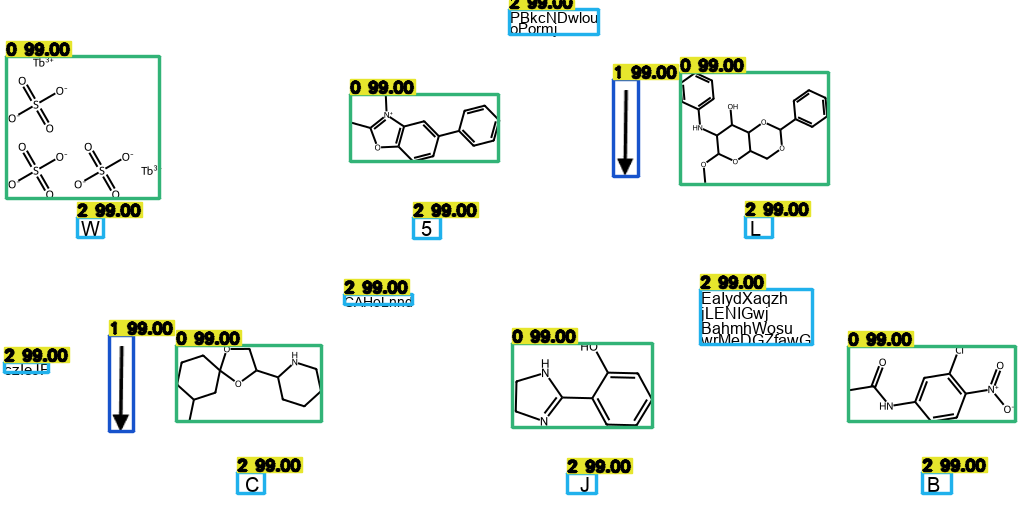 2 99.00
PBkcNDwlou
oPormj
0 99.00
Tb³⁺
O
O⁻
S
O
O
O
O⁻
S
O
O
O
O⁻
S
O
O
Tb³
2 99.00
W
0 99.00
N⁺
O
2 99.00
5
1 99.00
0 99.00
OH
HN
O
O
O
O
2 99.00
L
2 99.00
2 99.00
EalydXaqzh
jLENIGwj
BahmhWosu
wrMeDGZfawG
2 99.00
1 99.00
0 99.00
O
O
H
N
2 99.00
C
0 99.00
HO
H
N
N
2 99.00
J
0 99.00
Cl
O
HN
N⁺
O
O⁻
2 99.00
B